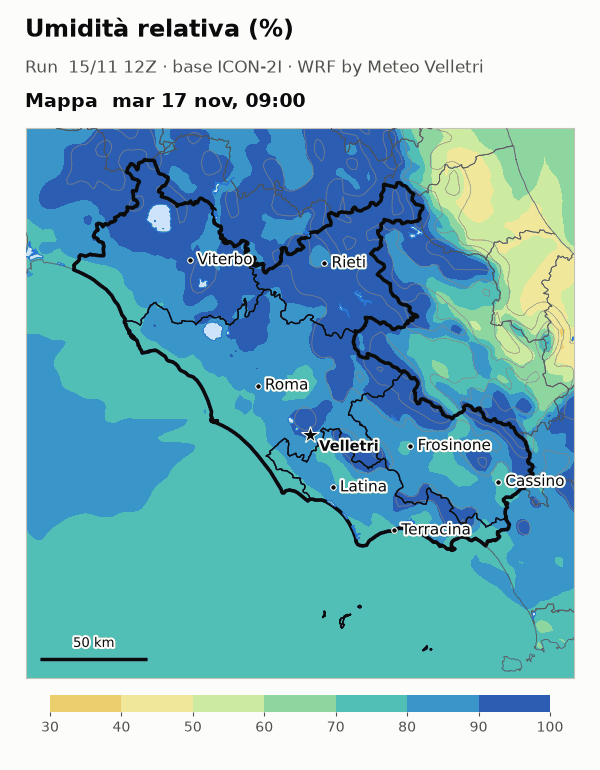 Umidità relativa (%)
Run  15/11 12Z · base ICON-2I · WRF by Meteo Velletri
Mappa  mar 17 nov, 09:00
Viterbo
Rieti
Roma
Velletri
Frosinone
Cassino
Latina
Terracina
50 km
30 40 50 60 70 80 90 100